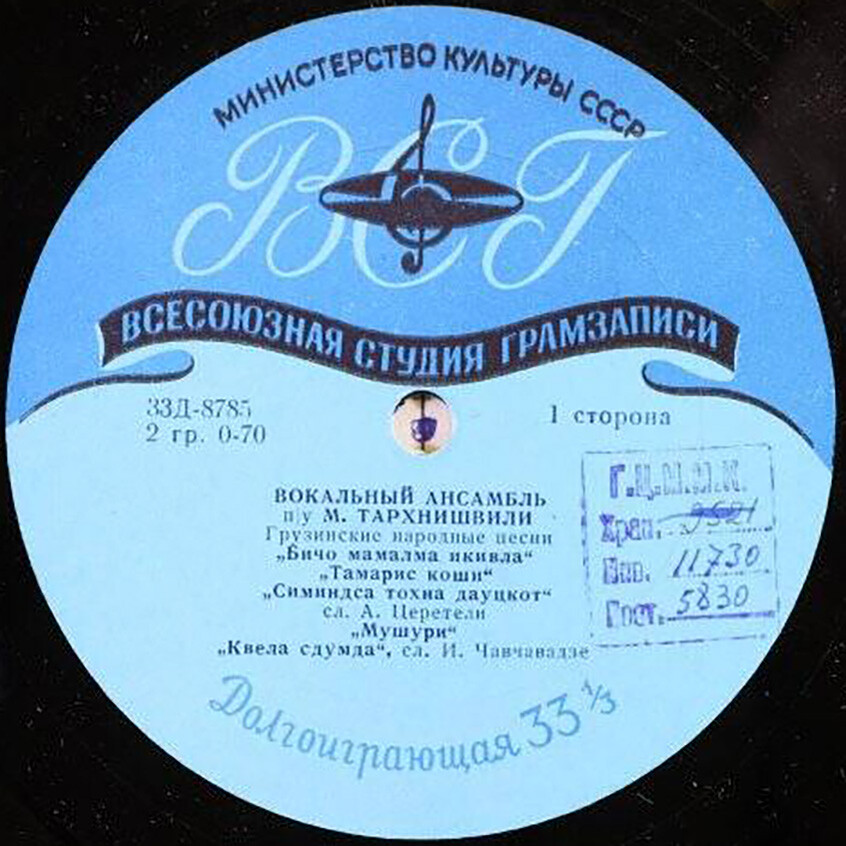 МИНИСТЕРСТВО КУЛЬТУРЫ СССР
ВСГ
ВСЕСОЮЗНАЯ СТУДИЯ ГРАМЗАПИСИ
33Д-8785
2 гр. 0-70
1 сторона
ВОКАЛЬНЫЙ АНСАМБЛЬ
п/у М. ТАРХНИШВИЛИ
Грузинские народные песни
„Бичо мамалма икивла“
„Тамарис коши“
„Симиндса тохна дауцкот“
сл. А. Церетели
„Мушури“
„Квела сдумда“, сл. И. Чавчавадзе
Долгоиграющая 33 1/3
Г.Ц.М.М.К.
Хран. 9521
Инв. 11730
Пост. 5830